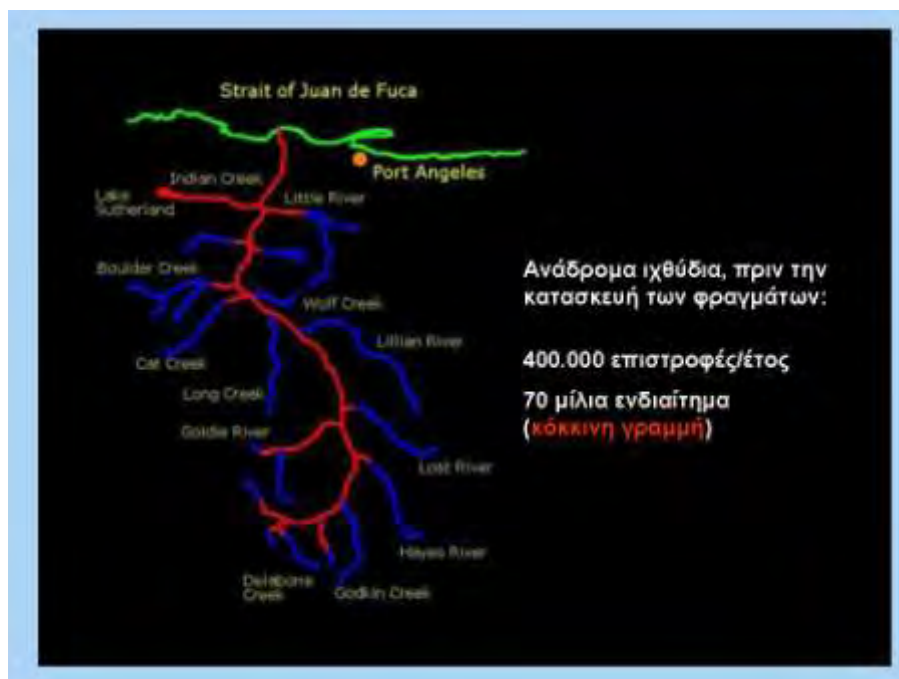 Strait of Juan de Fuca
Port Angeles
Indian Creek
Little River
Lake
Sutherland
Boulder Creek
Wolf Creek
Lillian River
Cat Creek
Long Creek
Goldie River
Lost River
Hayes River
Delabarre
Creek
Godkin Creek
Ανάδρομα ιχθύδια, πριν την
κατασκευή των φραγμάτων:
400.000 επιστροφές/έτος
70 μίλια ενδιαίτημα
(κόκκινη γραμμή)